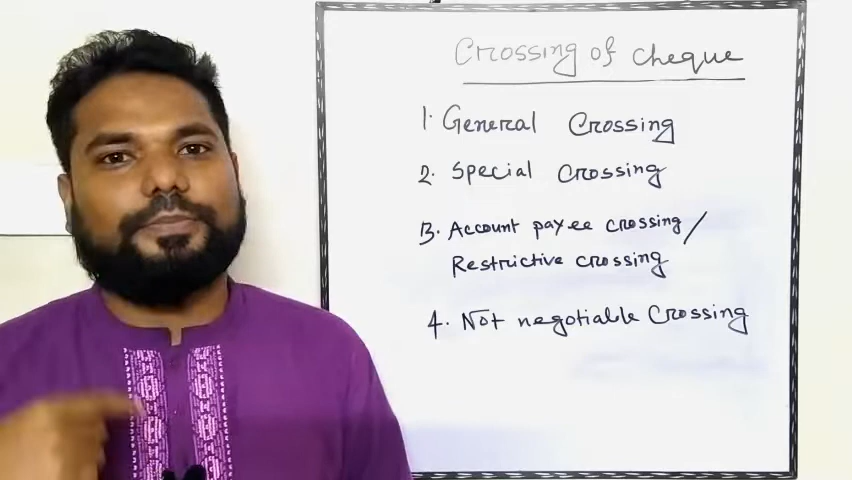 Crossing of cheque
1. General Crossing
2. Special Crossing
3. Account payee crossing/
Restrictive crossing
4. Not negotiable Crossing